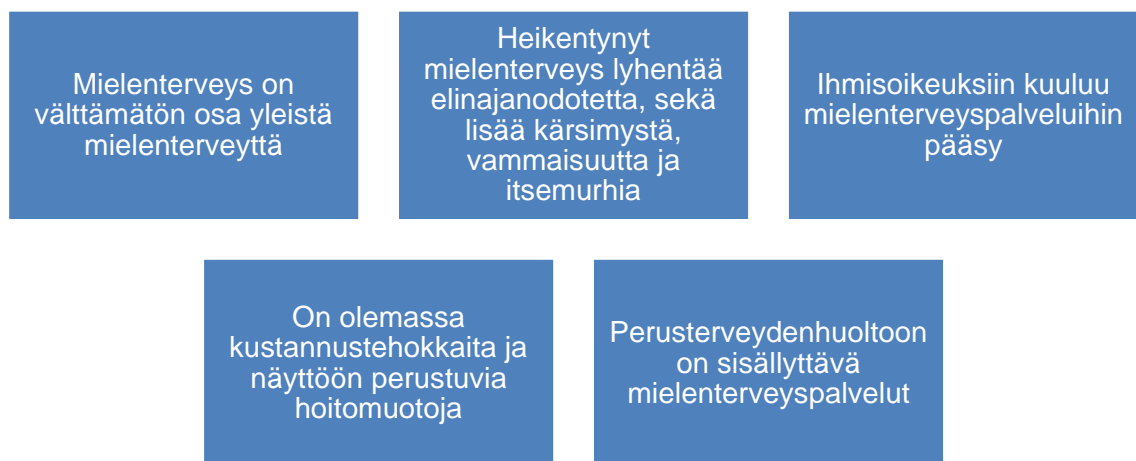 Mielenterveys on
välttämätön osa yleistä
mielenterveyttä
Heikentynyt
mielenterveys lyhentää
elinajanodotetta, sekä
lisää kärsimystä,
vammaisuutta ja
itsemurhia
Ihmisoikeuksiin kuuluu
mielenterveyspalveluihin
pääsy
On olemassa
kustannustehokkaita ja
näyttöön perustuvia
hoitomuotoja
Perusterveydenhuoltoon
on sisällyttävä
mielenterveyspalvelut